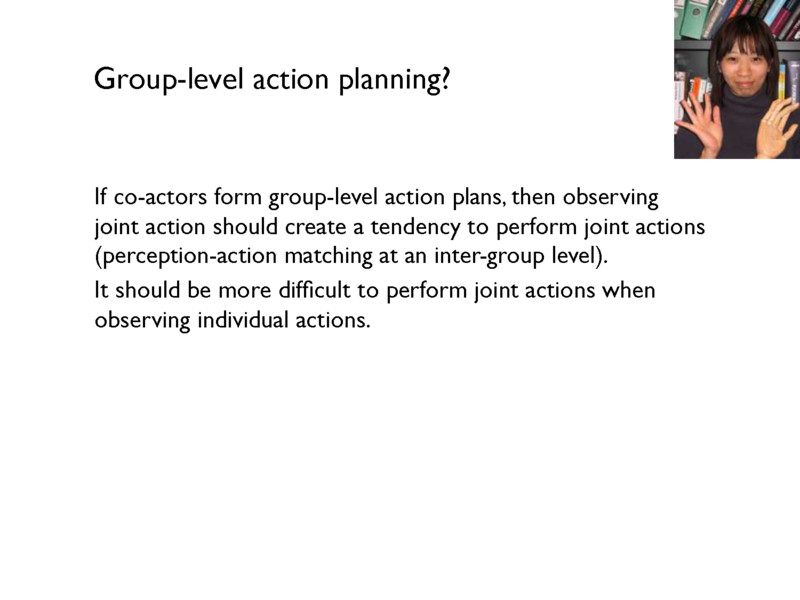 Group-level action planning?
If co-actors form group-level action plans, then observing
joint action should create a tendency to perform joint actions
(perception-action matching at an inter-group level).
It should be more difficult to perform joint actions when
observing individual actions.